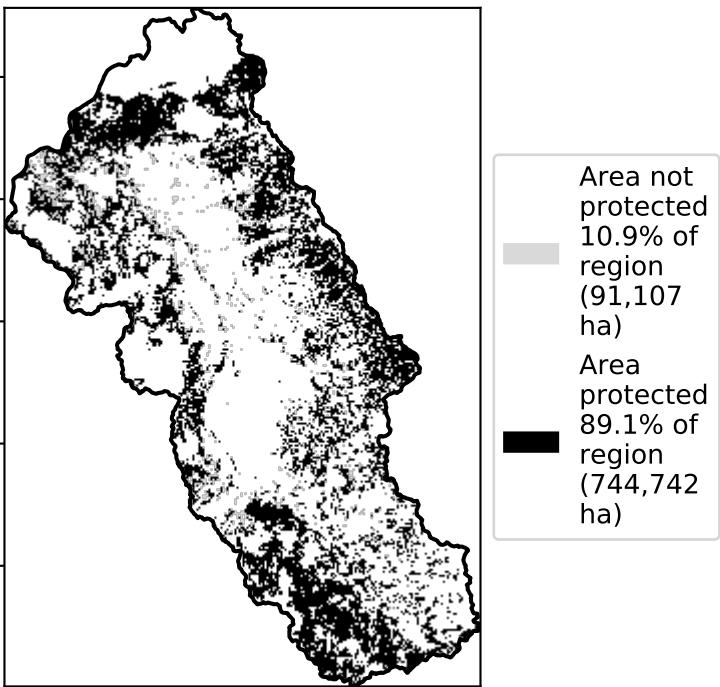 Area not
protected
10.9% of
region
(91,107
ha)
Area
protected
89.1% of
region
(744,742
ha)